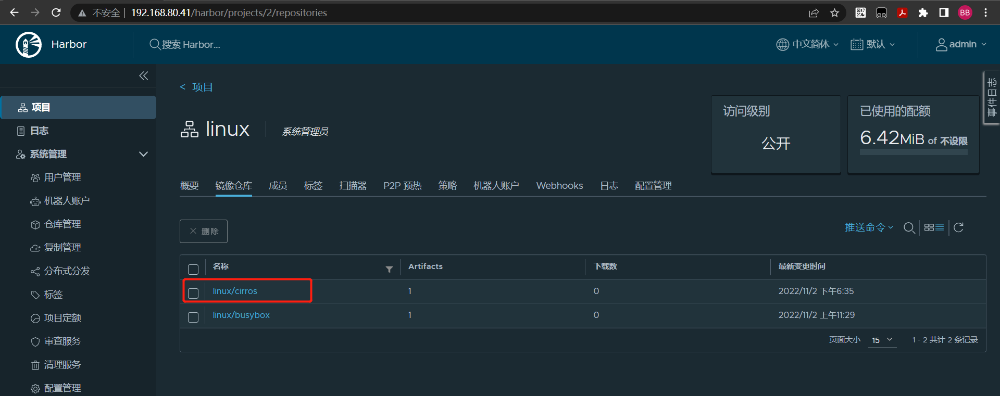 不安全 | 192.168.80.41/harbor/projects/2/repositories
BB
Harbor
搜索 Harbor...
中文简体
默认
admin
事件日志
项目
日志
系统管理
用户管理
机器人账户
仓库管理
复制管理
分布式分发
标签
项目定额
审查服务
清理服务
配置管理
< 项目
linux
系统管理员
访问级别
公开
已使用的配额
6.42MiB of 不设限
概要 镜像仓库 成员 标签 扫描器 P2P 预热 策略 机器人账户 Webhooks 日志 配置管理
删除
推送命令
名称 Artifacts 下载数 最新变更时间
linux/cirros 1 0 2022/11/2 下午6:35
linux/busybox 1 0 2022/11/2 上午11:29
页面大小 15 1 - 2 共计 2 条记录